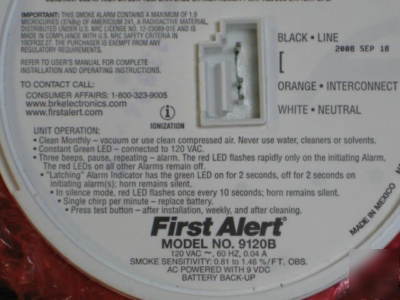 IMPORTANT: THIS SMOKE ALARM CONTAINS A MAXIMUM OF 1.0
MICROCURIES OF AMERICIUM 241, A RADIOACTIVE MATERIAL,
DISTRIBUTED UNDER U.S. NRC LICENSE NO. AND IS
MADE IN COMPLIANCE WITH U.S. NRC SAFETY CRITERIA IN
THE PURCHASER IS EXEMPT FROM ANY
REGULATORY REQUIREMENTS.
REFER TO USER'S MANUAL FOR COMPLETE
INSTALLATION AND OPERATING INSTRUCTIONS.
TO CONTACT CALL:
CONSUMER AFFAIRS: 1-800-323-9005
www.brkelectronics.com
www.firstalert.com
IONIZATION
BLACK • LINE
2008 SEP 18
ORANGE • INTERCONNECT
WHITE • NEUTRAL
UNIT OPERATION:
• Clean Monthly – vacuum or use clean compressed air. Never use water, cleaners or solvents.
• Constant Green LED – connected to 120 VAC.
• Three beeps, pause, repeating – alarm. The red LED flashes rapidly only on the initiating Alarm.
The red LEDs on all other Alarms remain off.
• "Latching" Alarm Indicator has the green LED on for 2 seconds, off for 2 seconds on
initiating alarm(s); horn remains silent.
• In silence mode, red LED flashes once every 10 seconds; horn remains silent.
• Single chirp per minute – replace battery.
• Press test button – after installation, weekly, and after cleaning.
First Alert®
MODEL NO. 9120B
120 VAC ~, 60 HZ, 0.04 A
SMOKE SENSITIVITY: 0.81 to 1.46 %/FT. OBS.
AC POWERED WITH 9 VDC
BATTERY BACK-UP
MADE IN MEXICO